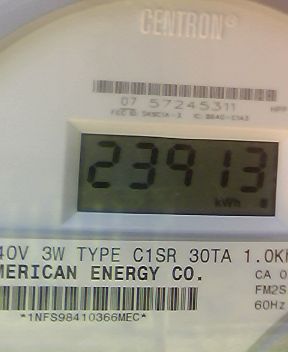 CENTRON®
07 57245311
23913
kWh
40V 3W TYPE C1SR 30TA 1.0K
MERICAN ENERGY CO.
CA 0
FM2S
60Hz
*1NFS98410366MEC*